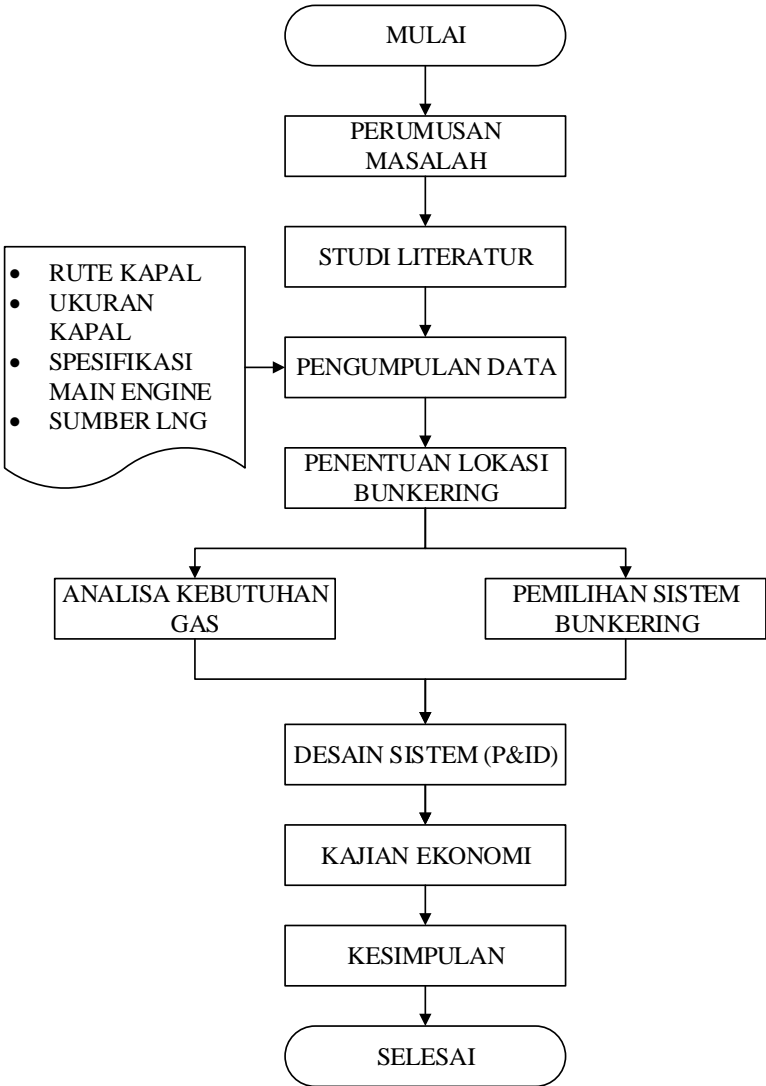 MULAI
PERUMUSAN
MASALAH
STUDI LITERATUR
• RUTE KAPAL
• UKURAN
KAPAL
• SPESIFIKASI
MAIN ENGINE
• SUMBER LNG
PENGUMPULAN DATA
PENENTUAN LOKASI
BUNKERING
ANALISA KEBUTUHAN
GAS
PEMILIHAN SISTEM
BUNKERING
DESAIN SISTEM (P&ID)
KAJIAN EKONOMI
KESIMPULAN
SELESAI